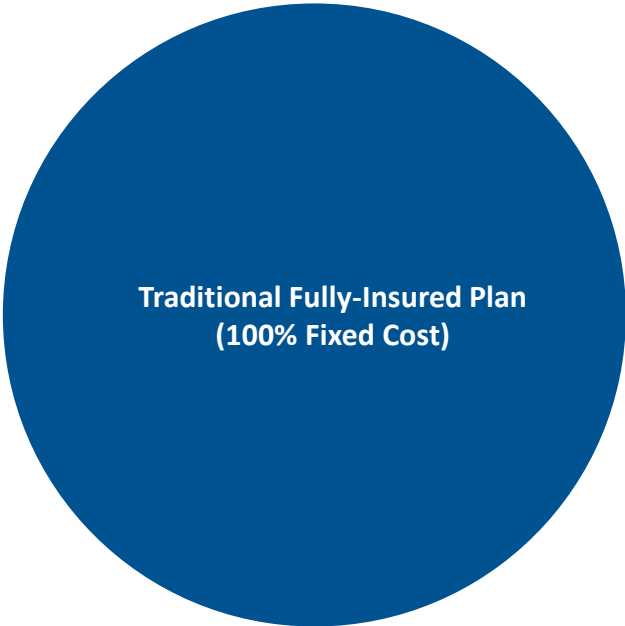 Traditional Fully-Insured Plan
(100% Fixed Cost)